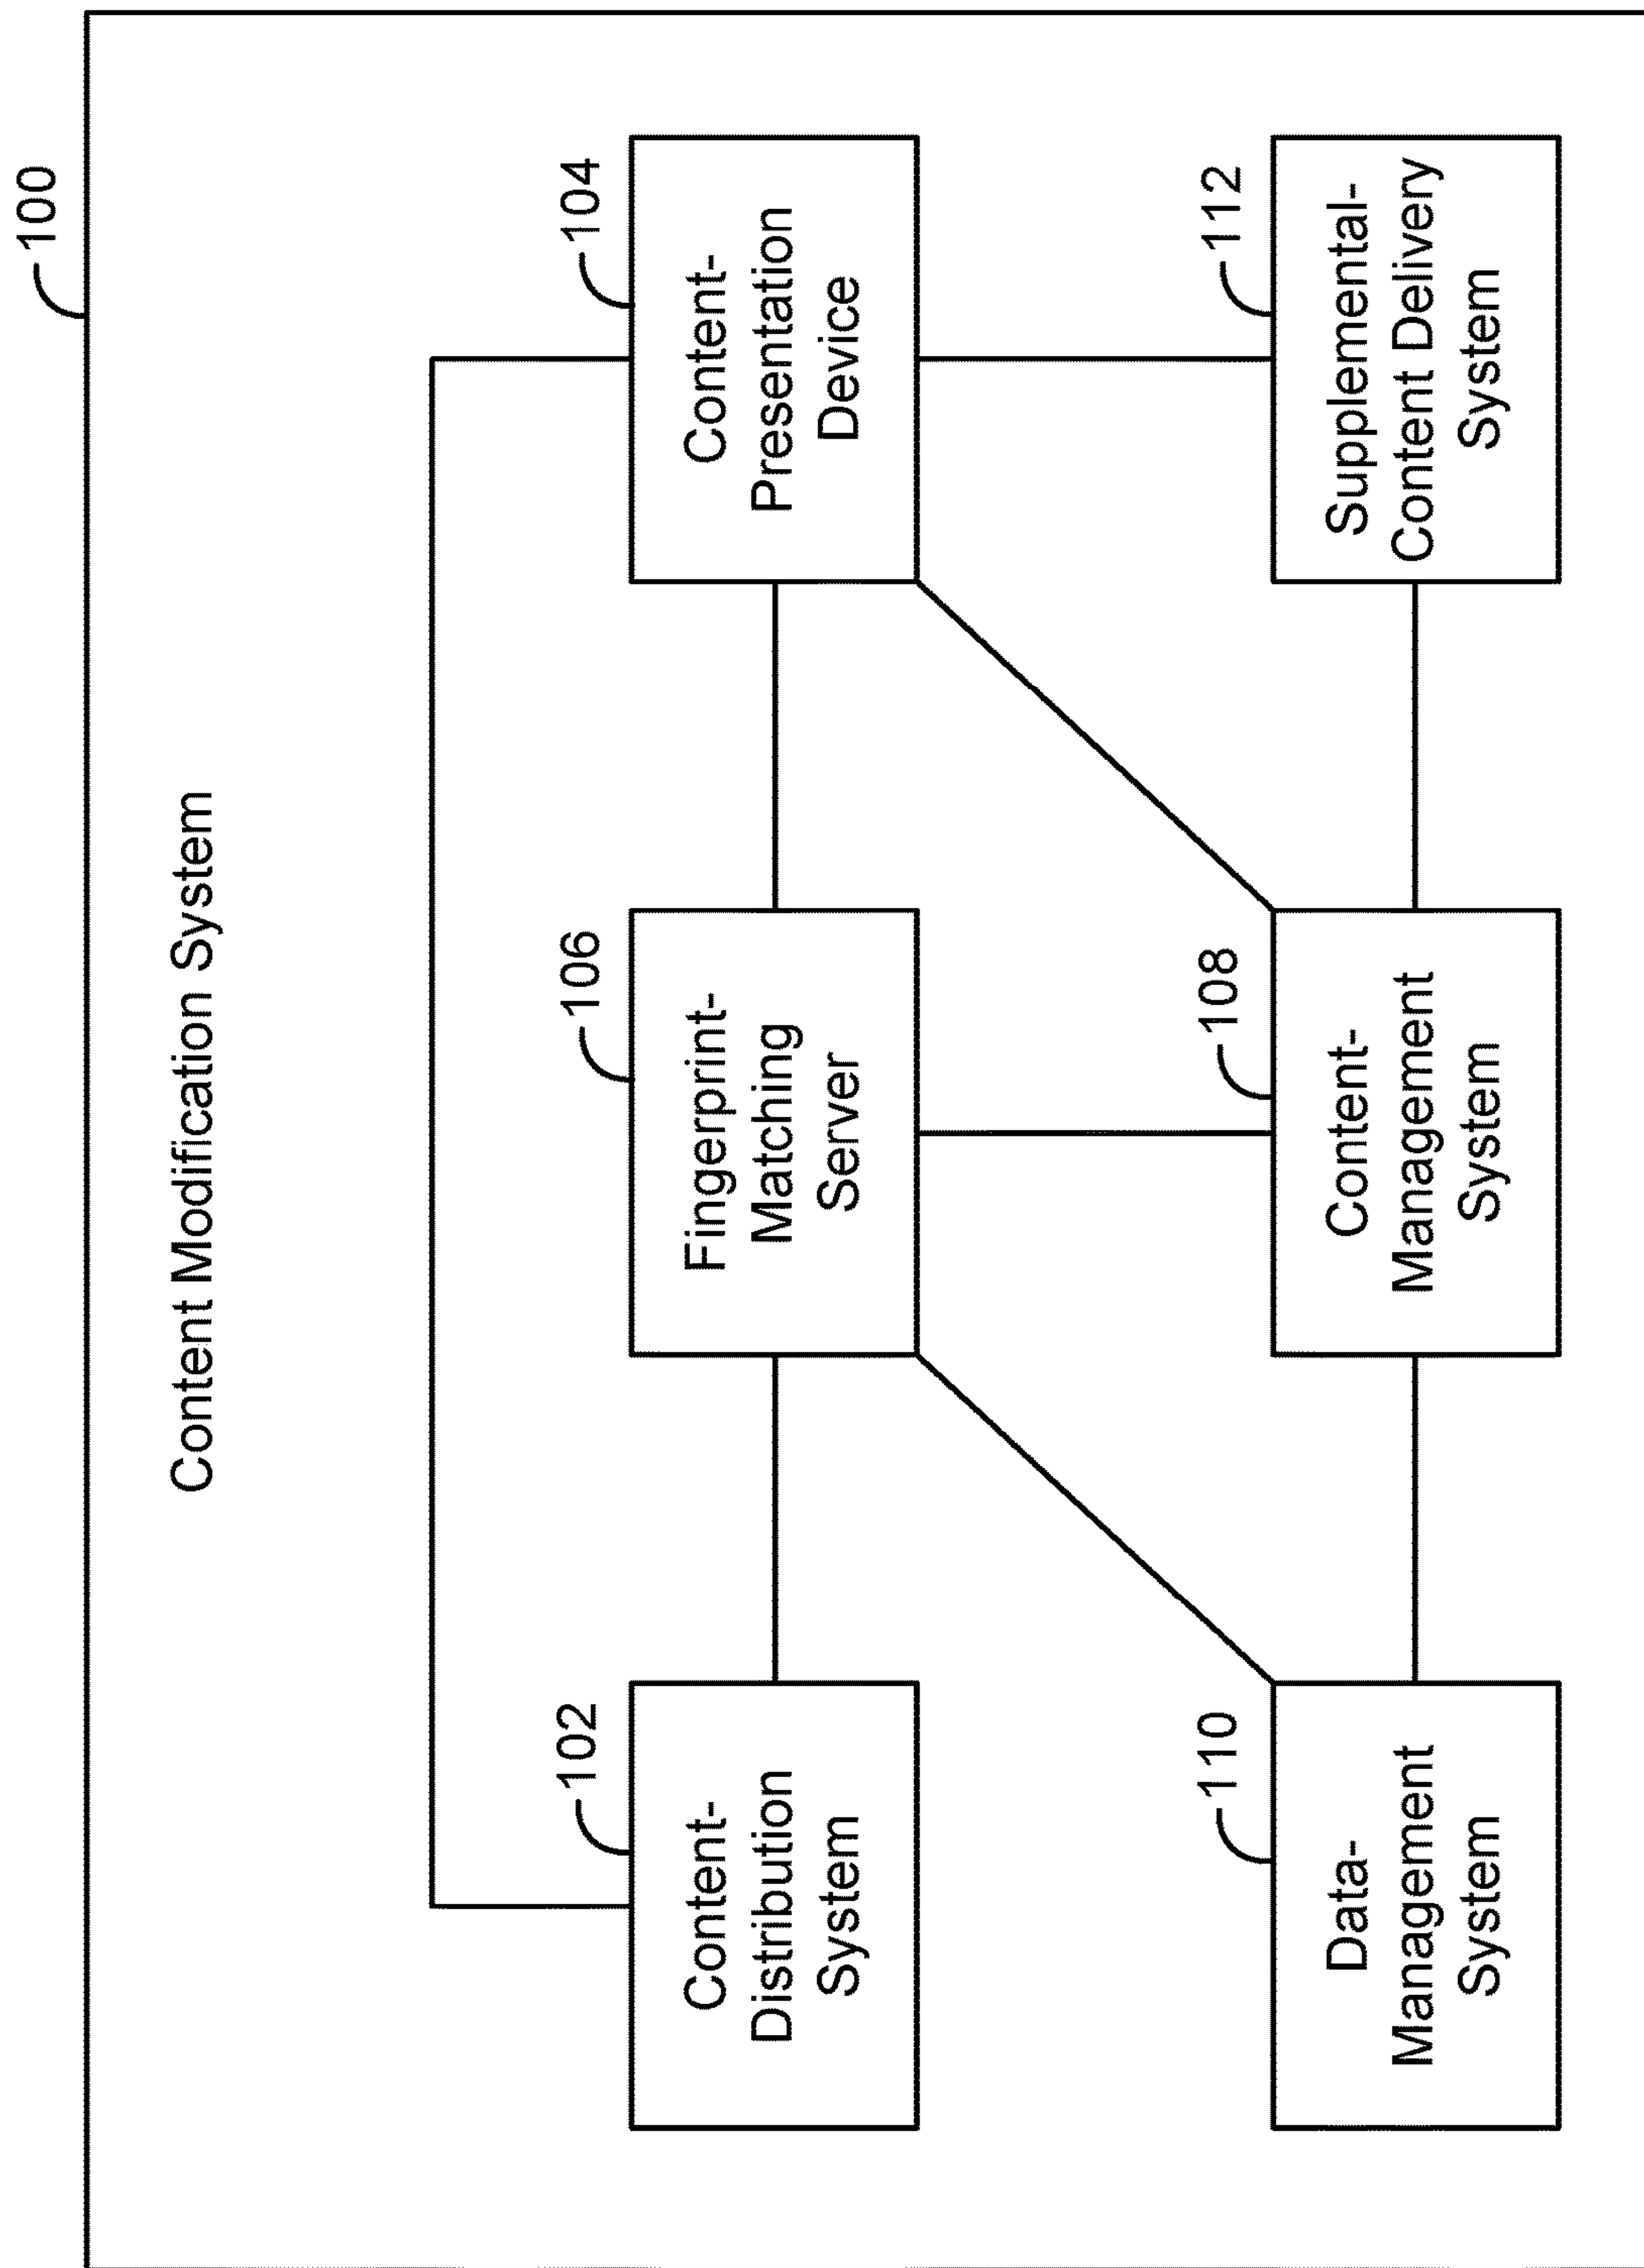 100
Content Modification System
102
Content-
Distribution
System
106
Fingerprint-
Matching
Server
104
Content-
Presentation
Device
110
Data-
Management
System
108
Content-
Management
System
112
Supplemental-
Content Delivery
System